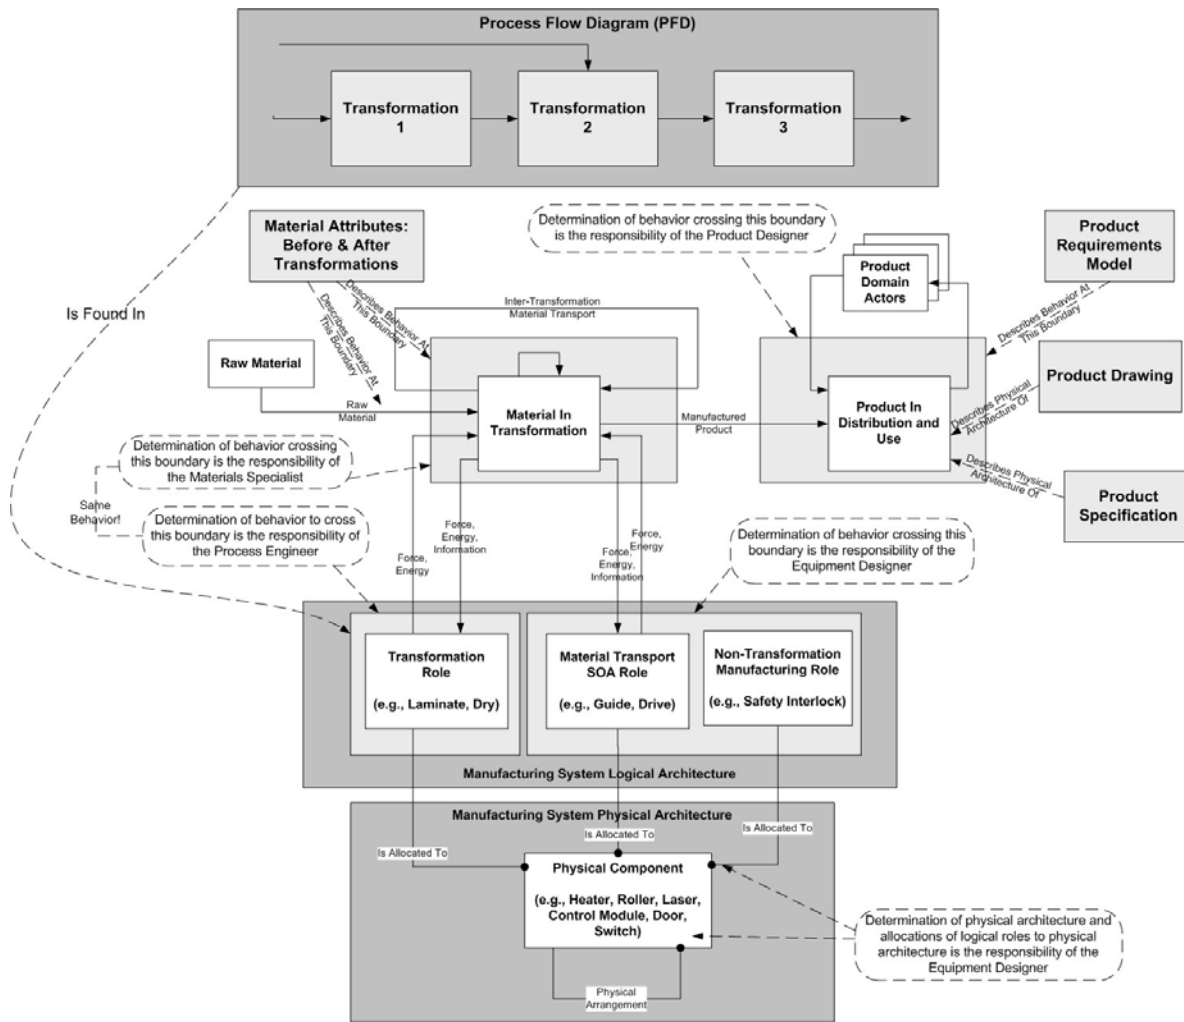 Process Flow Diagram (PFD)
Transformation
1
Transformation
2
Transformation
3
Material Attributes:
Before & After
Transformations
Determination of behavior crossing this boundary
is the responsibility of the Product Designer
Product
Requirements
Model
Product
Domain
Actors
Is Found In
Describes Behavior At
This Boundary
Describes Behavior At
This Boundary
Inter-Transformation
Material Transport
Describes Behavior At
This Boundary
Raw Material
Raw
Material
Material In
Transformation
Manufactured
Product
Product In
Distribution and
Use
Product Drawing
Describes Physical
Architecture Of
Describes Physical
Architecture Of
Product
Specification
Determination of behavior crossing
this boundary is the responsibility of
the Materials Specialist
Same
Behavior!
Determination of behavior to cross
this boundary is the responsibility of
the Process Engineer
Force,
Energy
Force,
Energy,
Information
Force,
Energy,
Information
Force,
Energy
Determination of behavior crossing this
boundary is the responsibility of the
Equipment Designer
Transformation
Role
(e.g., Laminate, Dry)
Material Transport
SOA Role
(e.g., Guide, Drive)
Non-Transformation
Manufacturing Role
(e.g., Safety Interlock)
Manufacturing System Logical Architecture
Manufacturing System Physical Architecture
Is Allocated To
Is Allocated To
Is Allocated To
Physical Component
(e.g., Heater, Roller, Laser,
Control Module, Door,
Switch)
Physical
Arrangement
Determination of physical architecture and
allocations of logical roles to physical
architecture is the responsibility of the
Equipment Designer